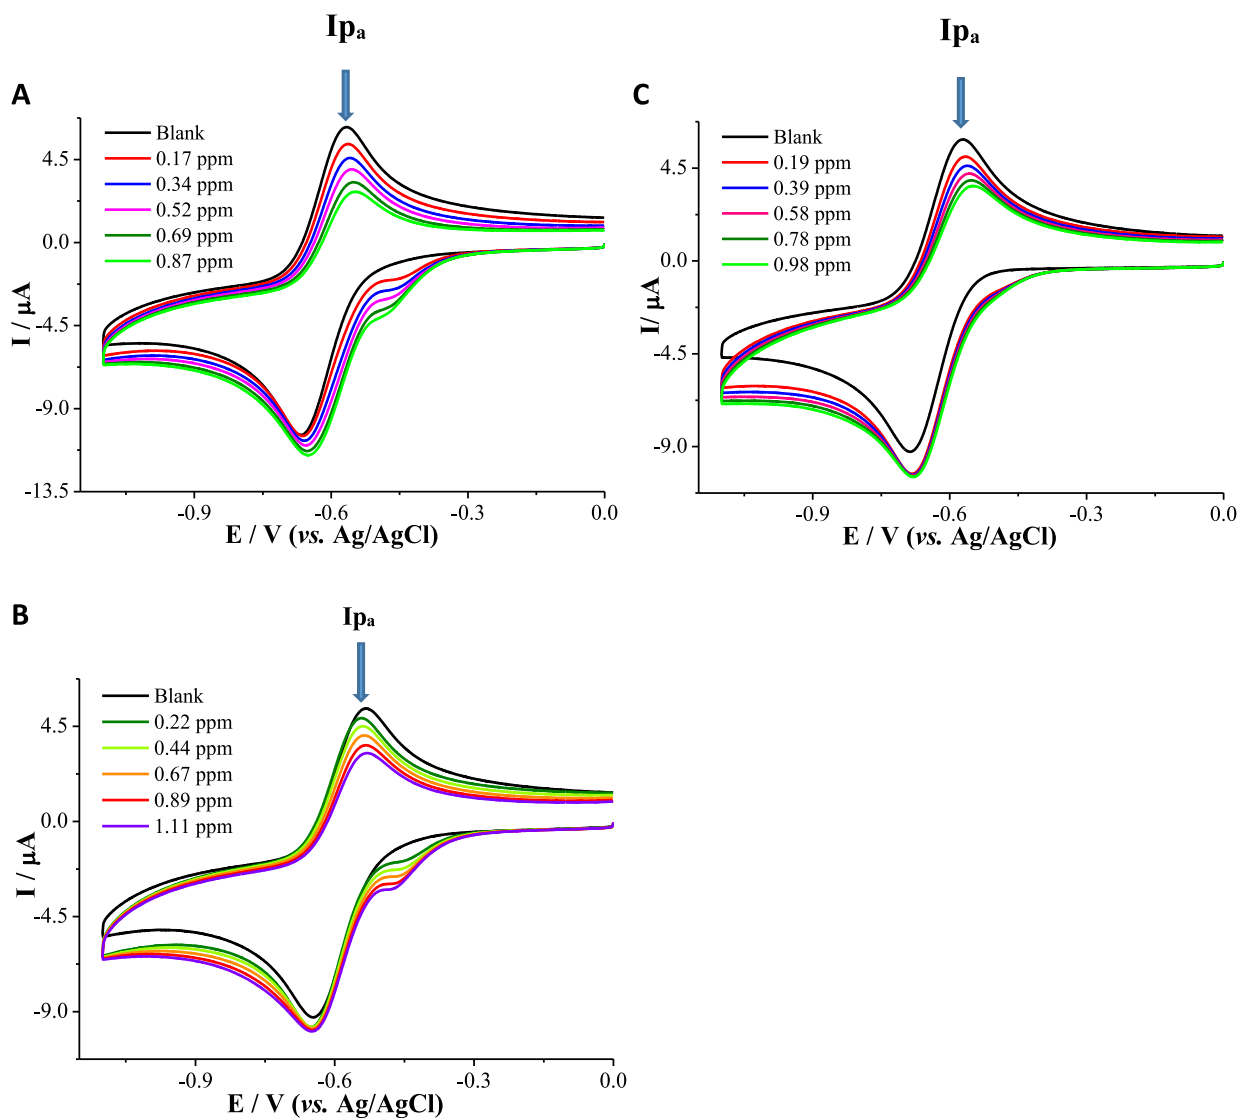 Ipₐ
A
Blank
0.17 ppm
0.34 ppm
0.52 ppm
0.69 ppm
0.87 ppm
4.5
0.0
-4.5
-9.0
-13.5
I / µA
-0.9
-0.6
-0.3
0.0
E / V (vs. Ag/AgCl)
Ipₐ
C
Blank
0.19 ppm
0.39 ppm
0.58 ppm
0.78 ppm
0.98 ppm
4.5
0.0
-4.5
-9.0
I/ µA
-0.9
-0.6
-0.3
0.0
E / V (vs. Ag/AgCl)
B
Ipₐ
Blank
0.22 ppm
0.44 ppm
0.67 ppm
0.89 ppm
1.11 ppm
4.5
0.0
-4.5
-9.0
I / µA
-0.9
-0.6
-0.3
0.0
E / V (vs. Ag/AgCl)